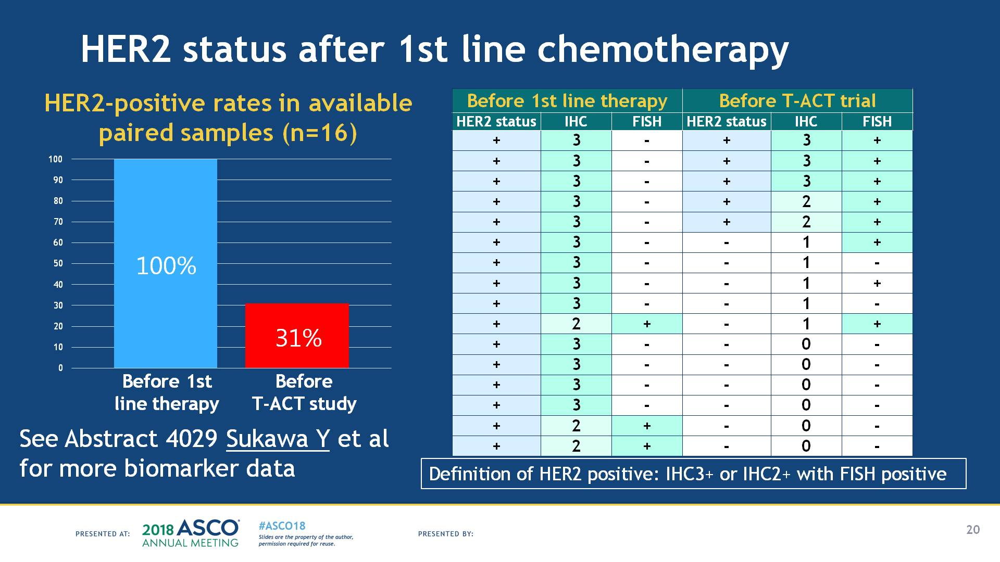 HER2 status after 1st line chemotherapy
HER2-positive rates in available
paired samples (n=16)
100
90
80
70
60
50
40
30
20
10
0
100%
31%
Before 1st
line therapy
Before
T-ACT study
See Abstract 4029 Sukawa Y et al
for more biomarker data
Before 1st line therapy Before T-ACT trial
HER2 status IHC FISH HER2 status IHC FISH
+ 3 - + 3 +
+ 3 - + 3 +
+ 3 - + 3 +
+ 3 - + 2 +
+ 3 - + 2 +
+ 3 - - 1 +
+ 3 - - 1 -
+ 3 - - 1 +
+ 3 - - 1 -
+ 2 + - 1 +
+ 3 - - 0 -
+ 3 - - 0 -
+ 3 - - 0 -
+ 3 - - 0 -
+ 2 + - 0 -
+ 2 + - 0 -
Definition of HER2 positive: IHC3+ or IHC2+ with FISH positive
PRESENTED AT:
2018 ASCO
ANNUAL MEETING
#ASCO18
Slides are the property of the author,
permission required for reuse.
PRESENTED BY:
20